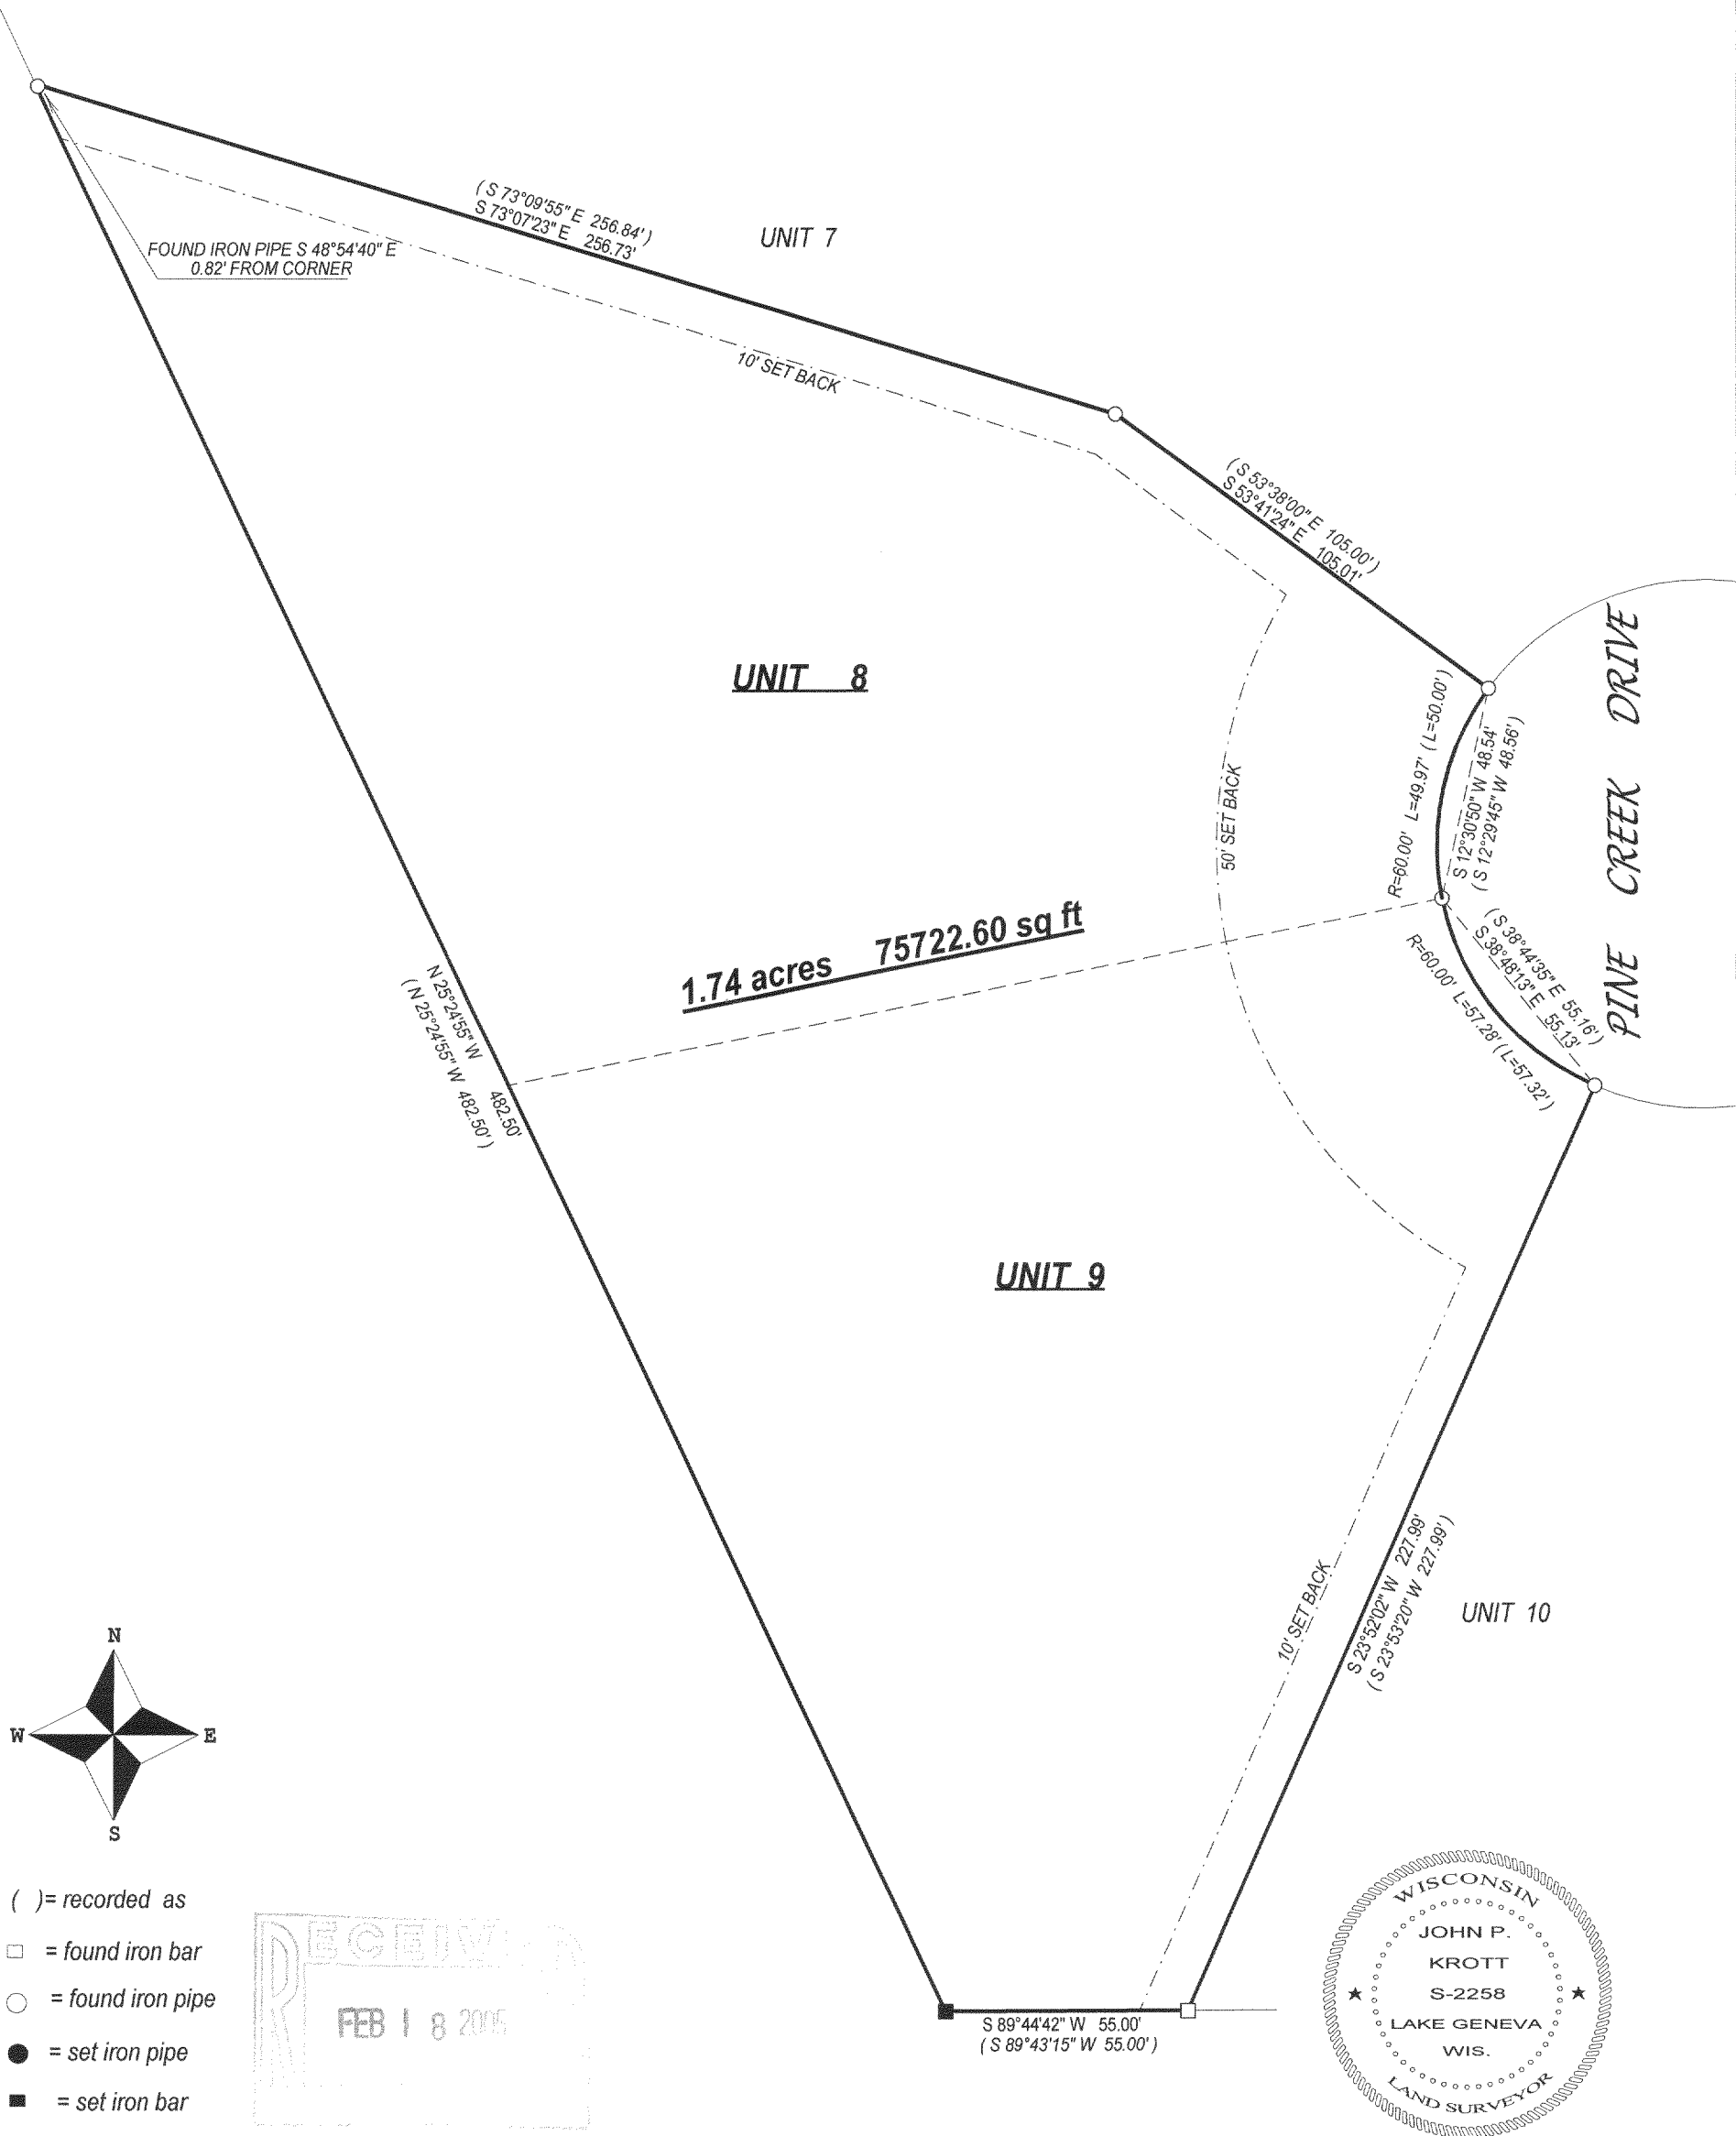 ( S 73°09'55" E 256.84' )
S 73°07'23" E 256.73'
UNIT 7
FOUND IRON PIPE S 48°54'40" E
0.82' FROM CORNER
10' SET BACK
( S 53°38'00" E 105.00' )
S 53°41'24" E 105.01'
UNIT 8
PINE CREEK DRIVE
R=60.00' L=49.97' ( L=50.00' )
S 12°30'50" W 48.54'
( S 12°29'45" W 48.56' )
50' SET BACK
1.74 acres 75722.60 sq ft
( S 38°44'35" E 55.16' )
S 38°48'13" E 55.13'
R=60.00' L=57.28' ( L=57.32' )
N 25°24'55" W 482.50'
( N 25°24'55" W 482.50' )
UNIT 9
10' SET BACK
S 23°52'02" W 227.99'
( S 23°53'20" W 227.99' )
UNIT 10
N
W E
S
( )= recorded as
= found iron bar
= found iron pipe
= set iron pipe
= set iron bar
RECEIVED
FEB 18 2005
S 89°44'42" W 55.00'
( S 89°43'15" W 55.00' )
WISCONSIN
JOHN P.
KROTT
S-2258
LAKE GENEVA
WIS.
LAND SURVEYOR